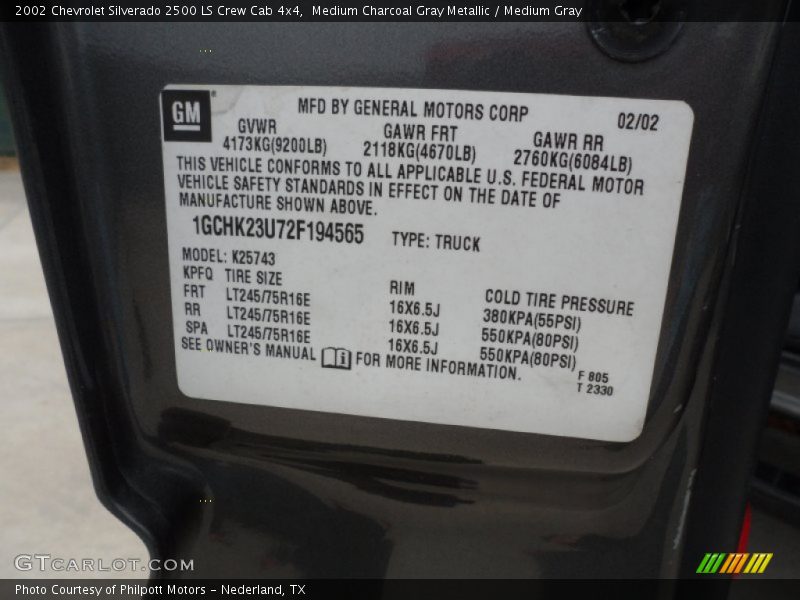 2002 Chevrolet Silverado 2500 LS Crew Cab 4x4,  Medium Charcoal Gray Metallic / Medium Gray
GM
MFD BY GENERAL MOTORS CORP 02/02
GVWR GAWR FRT GAWR RR
4173KG(9200LB) 2118KG(4670LB) 2760KG(6084LB)
THIS VEHICLE CONFORMS TO ALL APPLICABLE U.S. FEDERAL MOTOR
VEHICLE SAFETY STANDARDS IN EFFECT ON THE DATE OF
MANUFACTURE SHOWN ABOVE.
1GCHK23U72F194565 TYPE: TRUCK
MODEL: K25743
KPFQ TIRE SIZE RIM COLD TIRE PRESSURE
FRT LT245/75R16E 16X6.5J 380KPA(55PSI)
RR LT245/75R16E 16X6.5J 550KPA(80PSI)
SPA LT245/75R16E 16X6.5J 550KPA(80PSI)
SEE OWNER'S MANUAL FOR MORE INFORMATION.
F 805
T 2330
GTCARLOT.COM
Photo Courtesy of Philpott Motors - Nederland, TX